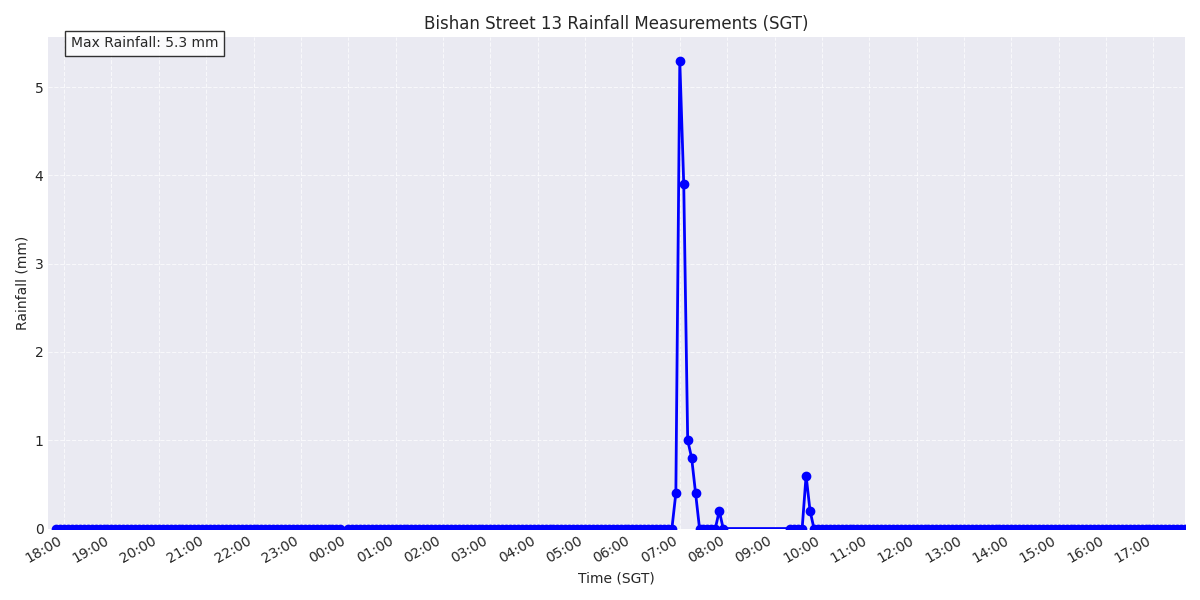 Bishan Street 13 Rainfall Measurements (SGT)
Max Rainfall: 5.3 mm
Rainfall (mm)
5
4
3
2
1
0
18:00 19:00 20:00 21:00 22:00 23:00 00:00 01:00 02:00 03:00 04:00 05:00 06:00 07:00 08:00 09:00 10:00 11:00 12:00 13:00 14:00 15:00 16:00 17:00
Time (SGT)